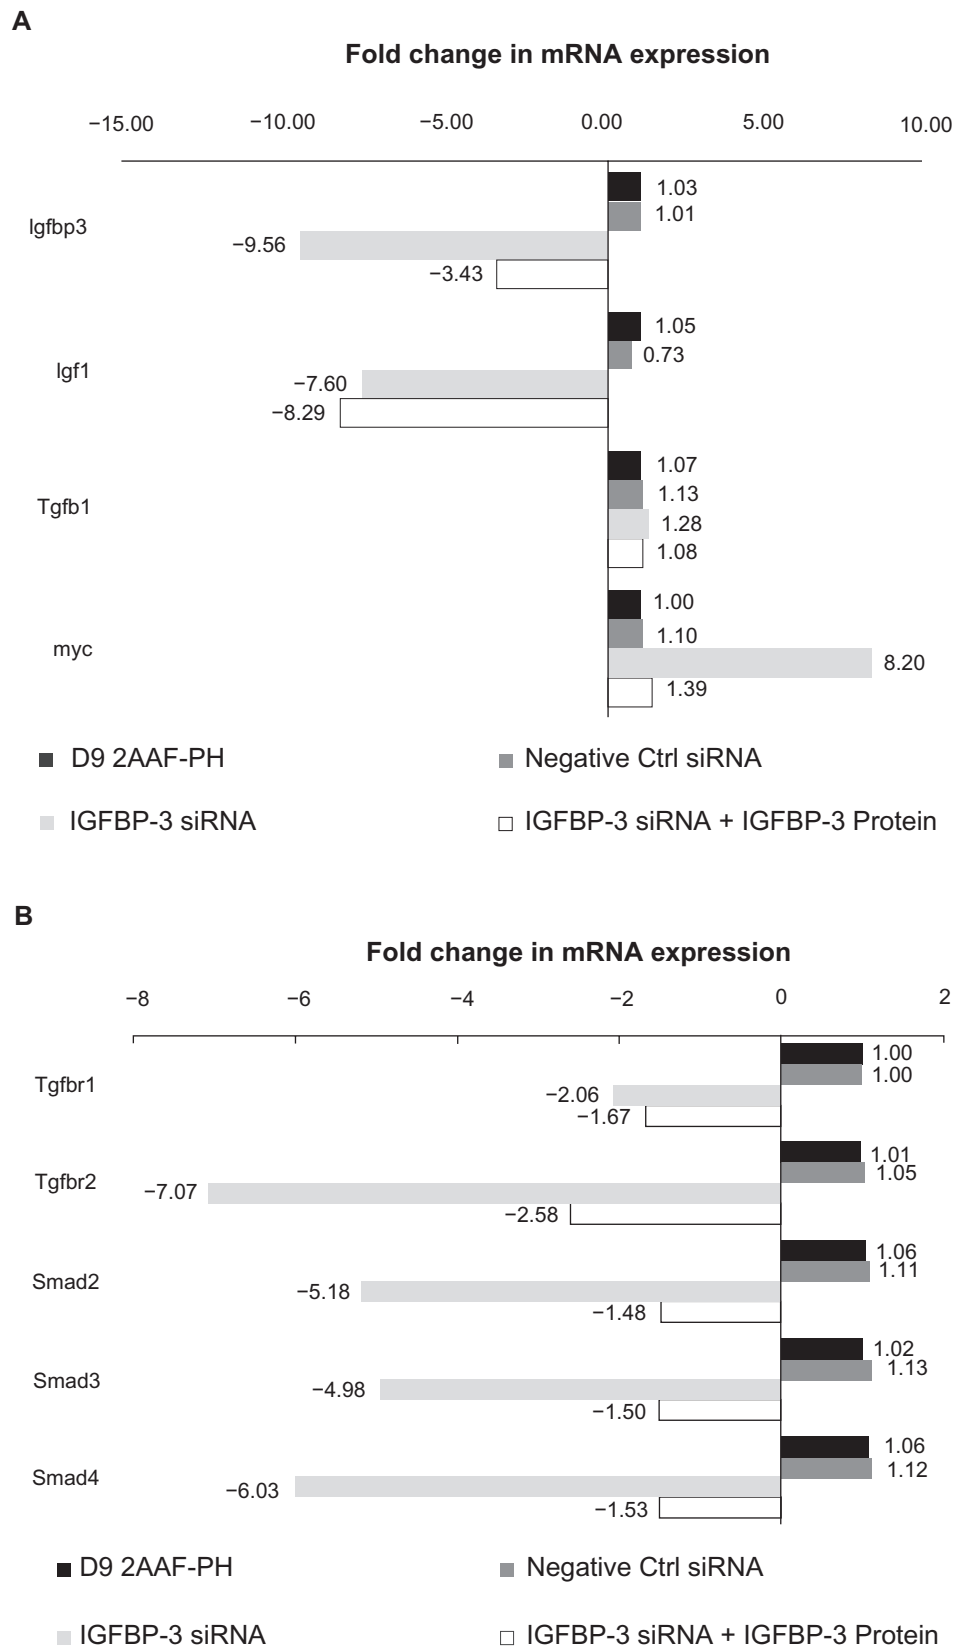 A
Fold change in mRNA expression
−15.00 −10.00 −5.00 0.00 5.00 10.00
Igfbp3
1.03
1.01
−9.56
−3.43
Igf1
1.05
0.73
−7.60
−8.29
Tgfb1
1.07
1.13
1.28
1.08
myc
1.00
1.10
8.20
1.39
D9 2AAF-PH Negative Ctrl siRNA
IGFBP-3 siRNA IGFBP-3 siRNA + IGFBP-3 Protein
B
Fold change in mRNA expression
−8 −6 −4 −2 0 2
Tgfbr1
1.00
1.00
−2.06
−1.67
Tgfbr2
1.01
1.05
−7.07
−2.58
Smad2
1.06
1.11
−5.18
−1.48
Smad3
1.02
1.13
−4.98
−1.50
Smad4
1.06
1.12
−6.03
−1.53
D9 2AAF-PH Negative Ctrl siRNA
IGFBP-3 siRNA IGFBP-3 siRNA + IGFBP-3 Protein